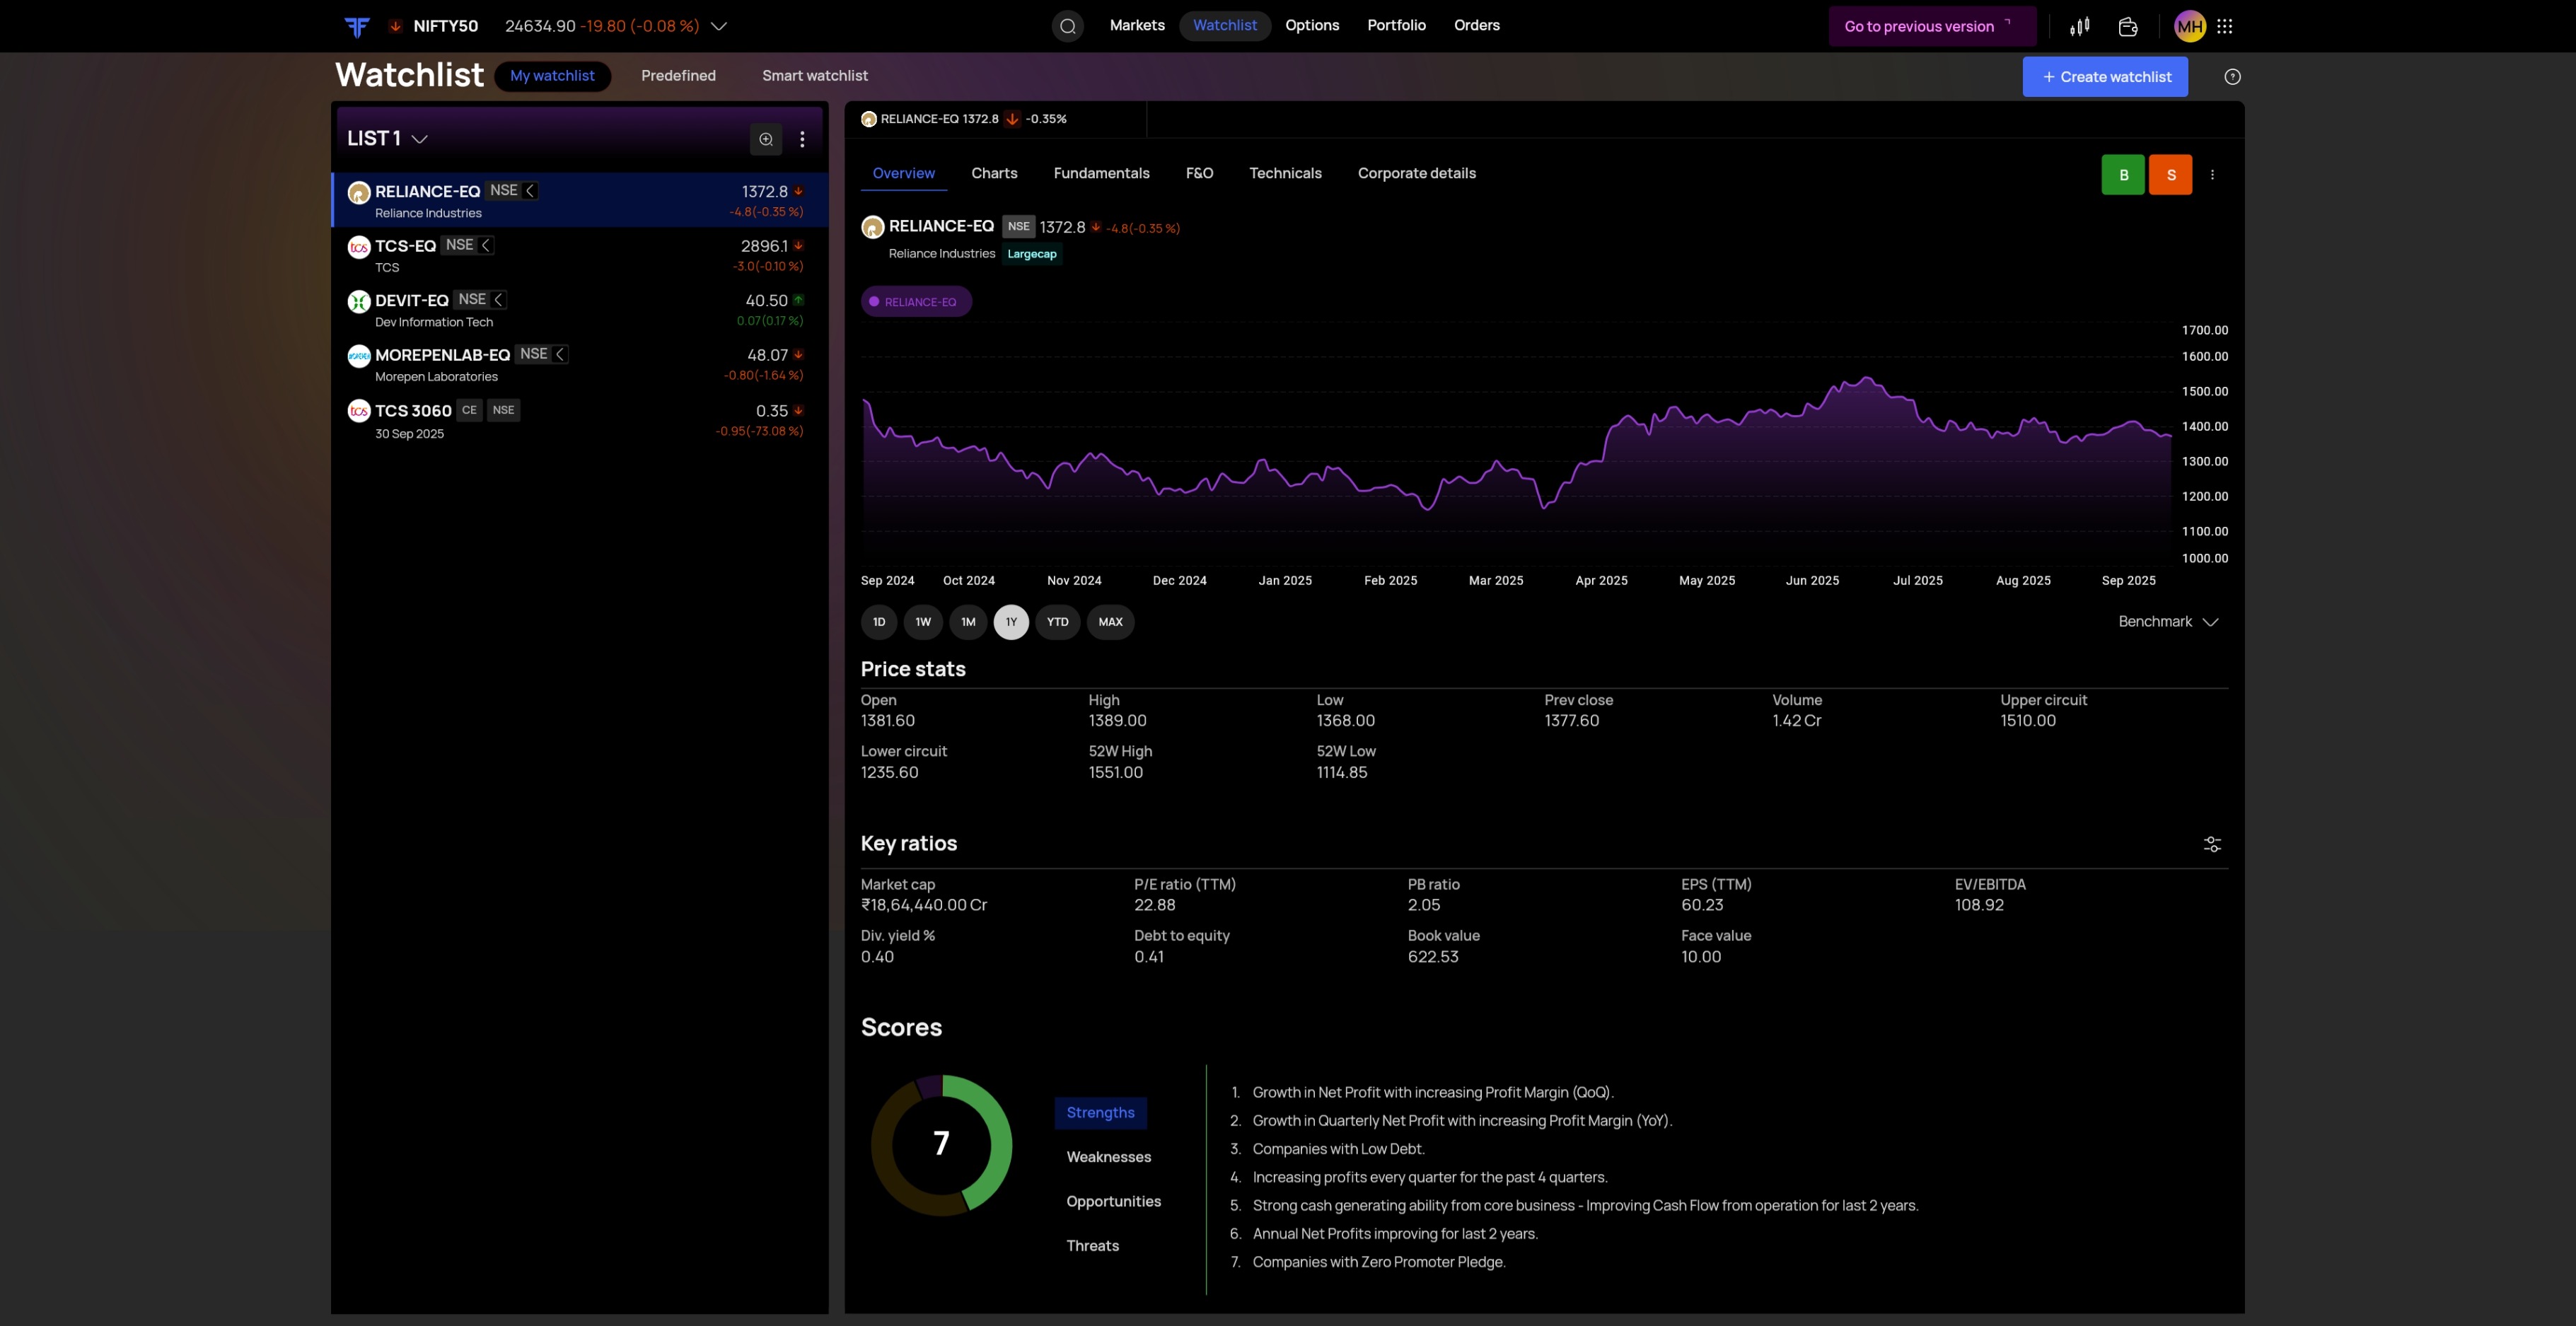 NIFTY50 24634.90 -19.80 (-0.08 %)
Markets Watchlist Options Portfolio Orders
Go to previous version
MH
Watchlist My watchlist Predefined Smart watchlist
+ Create watchlist
LIST 1
RELIANCE-EQ NSE 1372.8
Reliance Industries -4.8(-0.35 %)
TCS-EQ NSE 2896.1
TCS -3.0(-0.10 %)
DEVIT-EQ NSE 40.50
Dev Information Tech 0.07(0.17 %)
MOREPENLAB-EQ NSE 48.07
Morepen Laboratories -0.80(-1.64 %)
tcs TCS 3060 CE NSE 0.35
30 Sep 2025 -0.95(-73.08 %)
RELIANCE-EQ 1372.8 -0.35%
Overview Charts Fundamentals F&O Technicals Corporate details
B S
RELIANCE-EQ NSE 1372.8 -4.8(-0.35 %)
Reliance Industries Largecap
RELIANCE-EQ
1700.00
1600.00
1500.00
1400.00
1300.00
1200.00
1100.00
1000.00
Sep 2024 Oct 2024 Nov 2024 Dec 2024 Jan 2025 Feb 2025 Mar 2025 Apr 2025 May 2025 Jun 2025 Jul 2025 Aug 2025 Sep 2025
1D 1W 1M 1Y YTD MAX
Benchmark
Price stats
Open High Low Prev close Volume Upper circuit
1381.60 1389.00 1368.00 1377.60 1.42 Cr 1510.00
Lower circuit 52W High 52W Low
1235.60 1551.00 1114.85
Key ratios
Market cap P/E ratio (TTM) PB ratio EPS (TTM) EV/EBITDA
₹18,64,440.00 Cr 22.88 2.05 60.23 108.92
Div. yield % Debt to equity Book value Face value
0.40 0.41 622.53 10.00
Scores
7
Strengths
Weaknesses
Opportunities
Threats
1. Growth in Net Profit with increasing Profit Margin (QoQ).
2. Growth in Quarterly Net Profit with increasing Profit Margin (YoY).
3. Companies with Low Debt.
4. Increasing profits every quarter for the past 4 quarters.
5. Strong cash generating ability from core business - Improving Cash Flow from operation for last 2 years.
6. Annual Net Profits improving for last 2 years.
7. Companies with Zero Promoter Pledge.